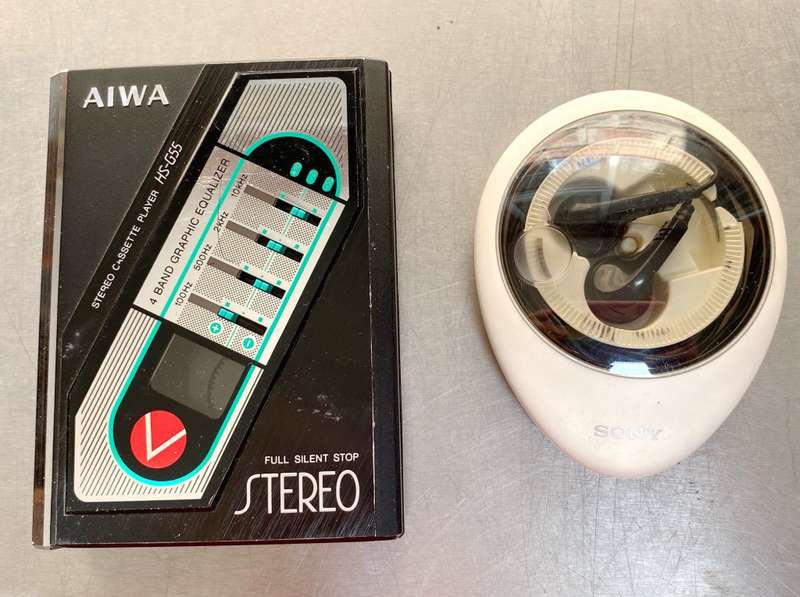 AIWA
STEREO CASSETTE PLAYER HS-G55
4 BAND GRAPHIC EQUALIZER
100Hz 500Hz 2kHz 10kHz
+ −
FULL SILENT STOP
STEREO
SONY